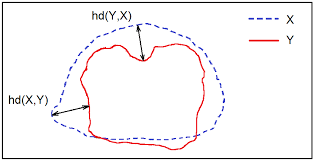 hd(Y,X)
X
Y
hd(X,Y)